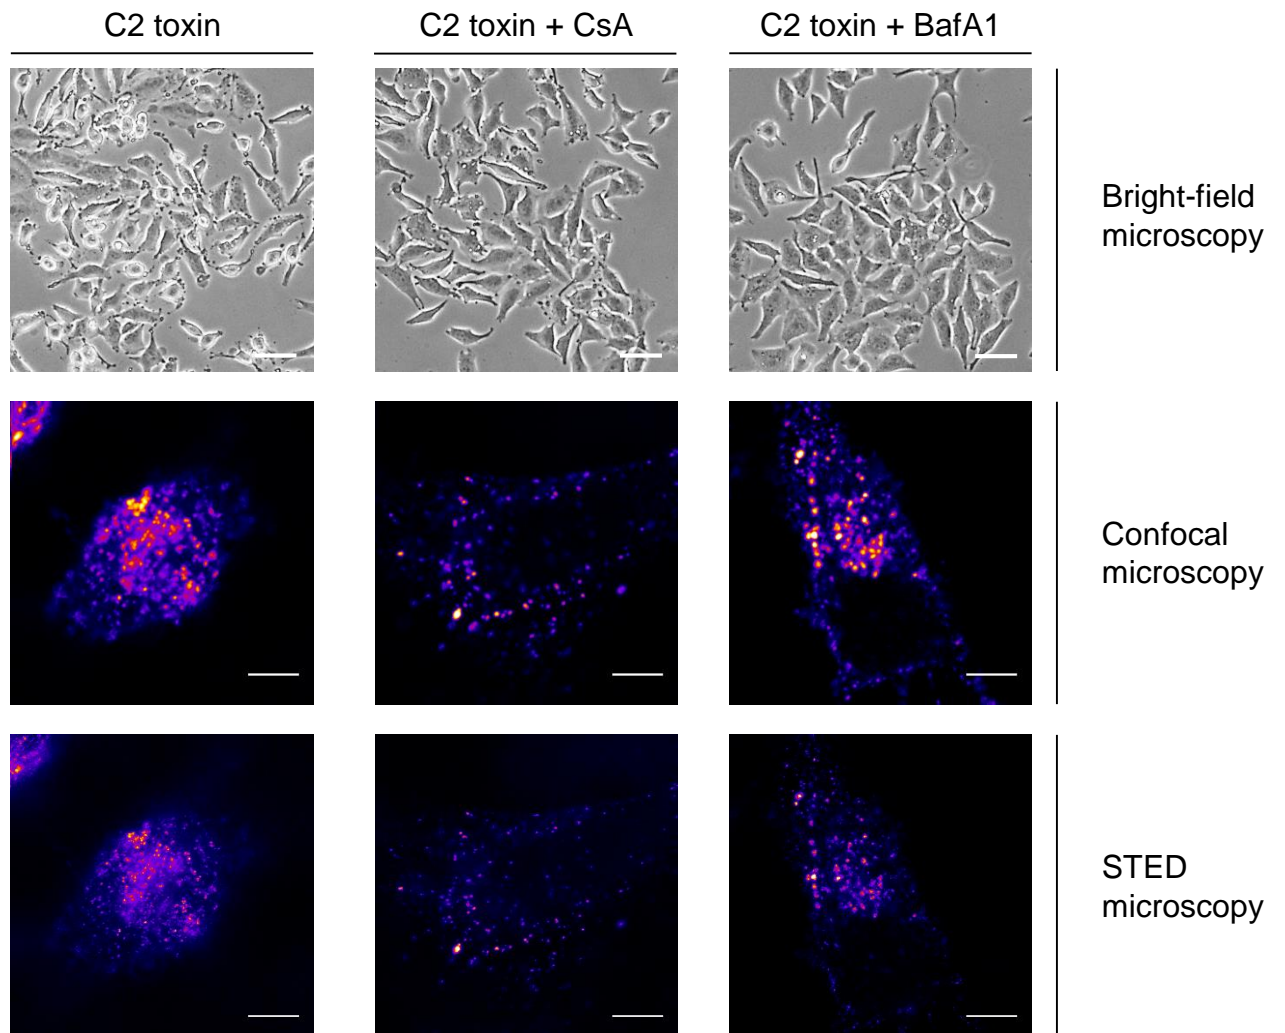 C2 toxin
C2 toxin + CsA
C2 toxin + BafA1
Bright-field
microscopy
Confocal
microscopy
STED
microscopy